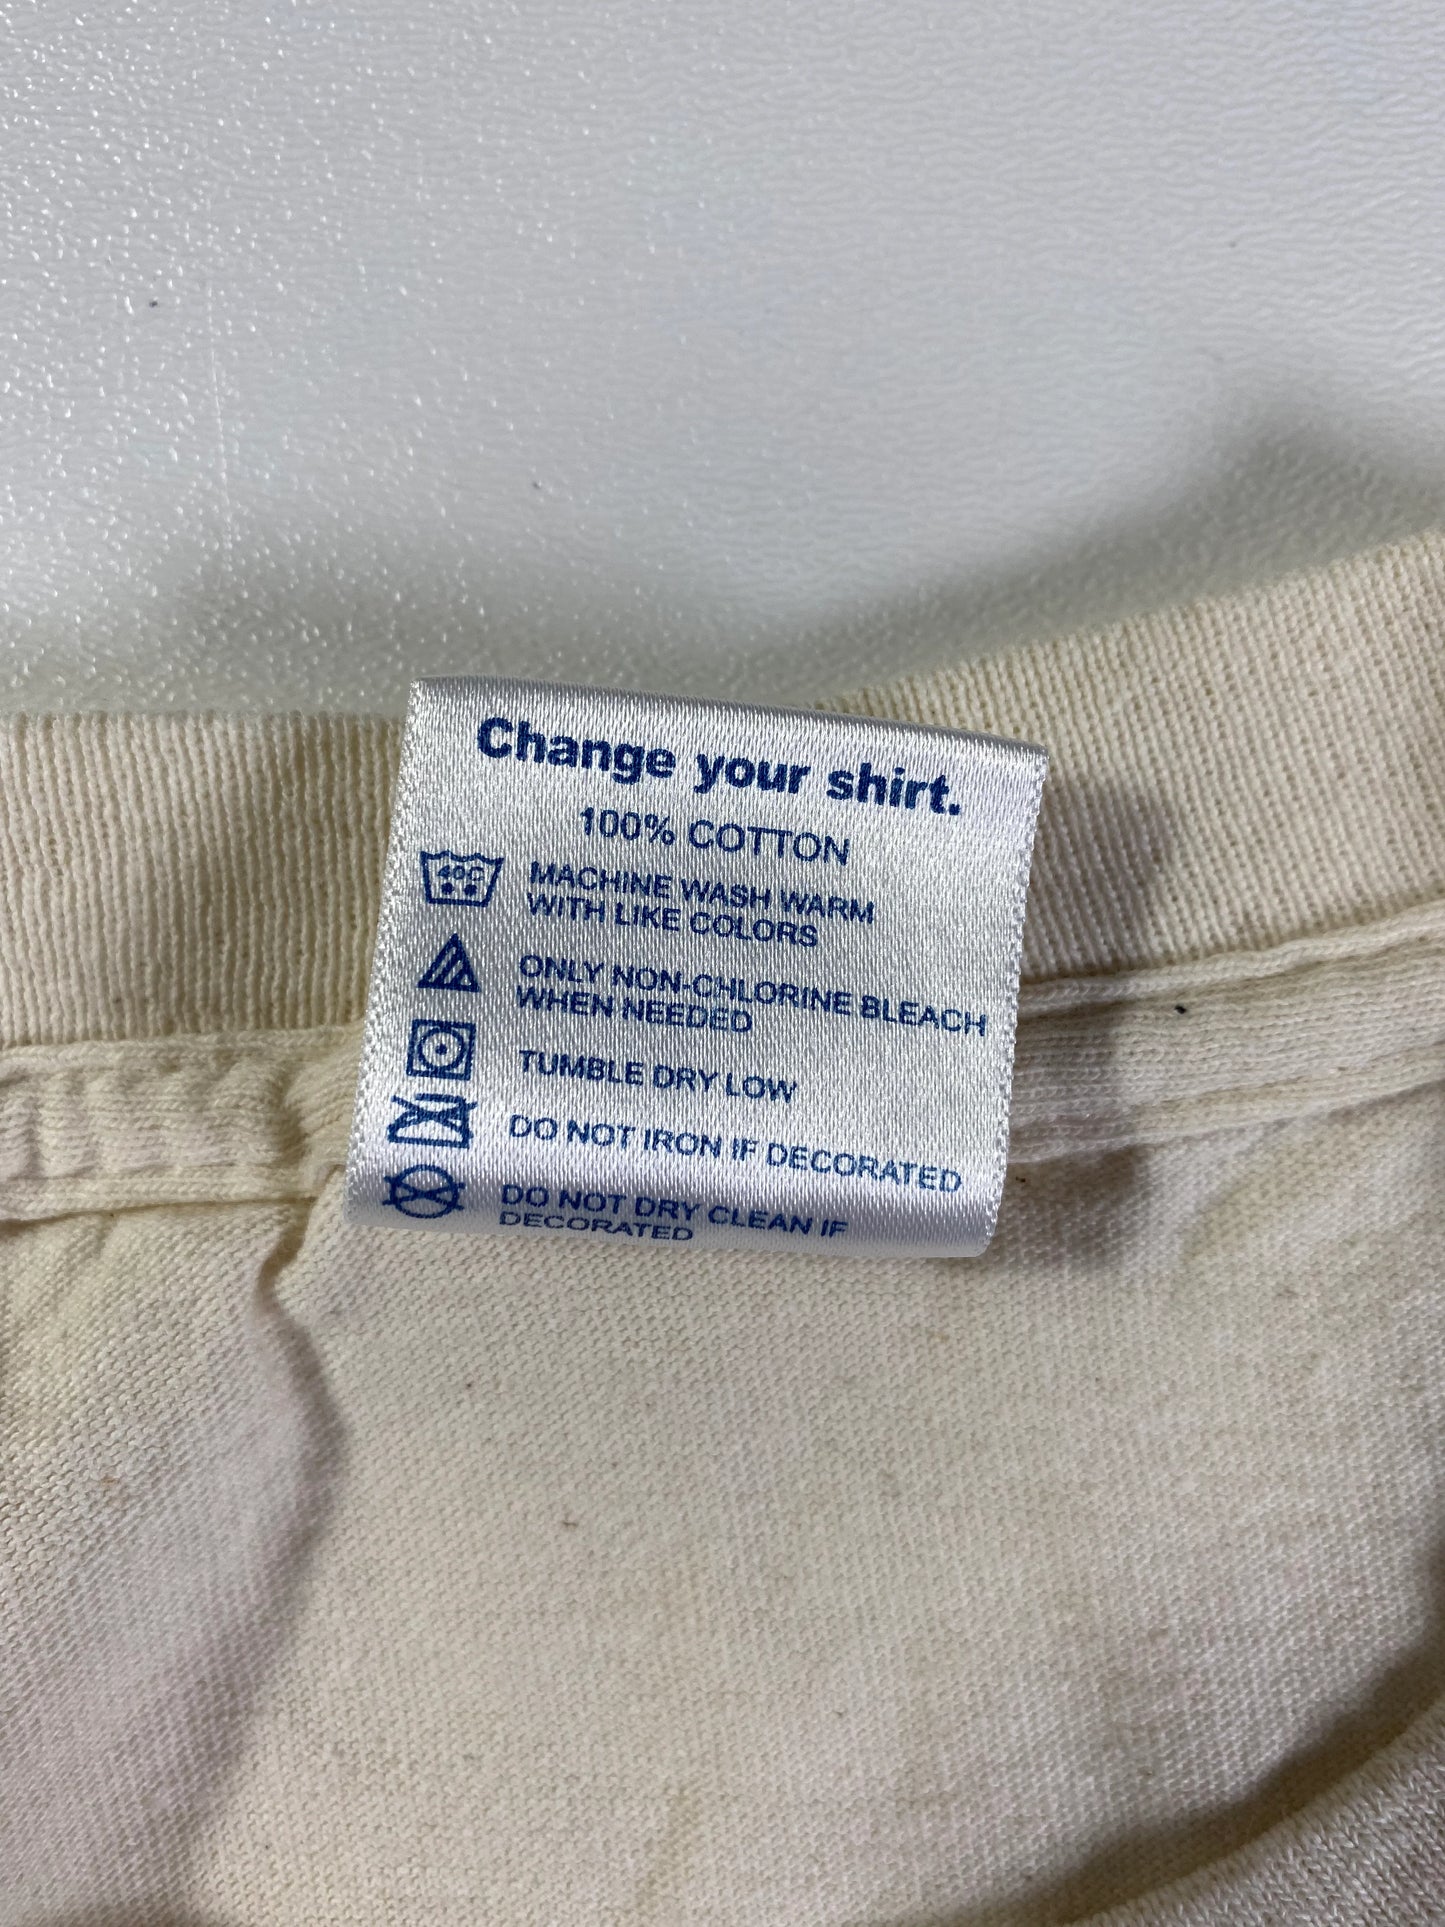 Change your shirt.
100% COTTON
40C
MACHINE WASH WARM
WITH LIKE COLORS
ONLY NON-CHLORINE BLEACH
WHEN NEEDED
TUMBLE DRY LOW
DO NOT IRON IF DECORATED
DO NOT DRY CLEAN IF
DECORATED